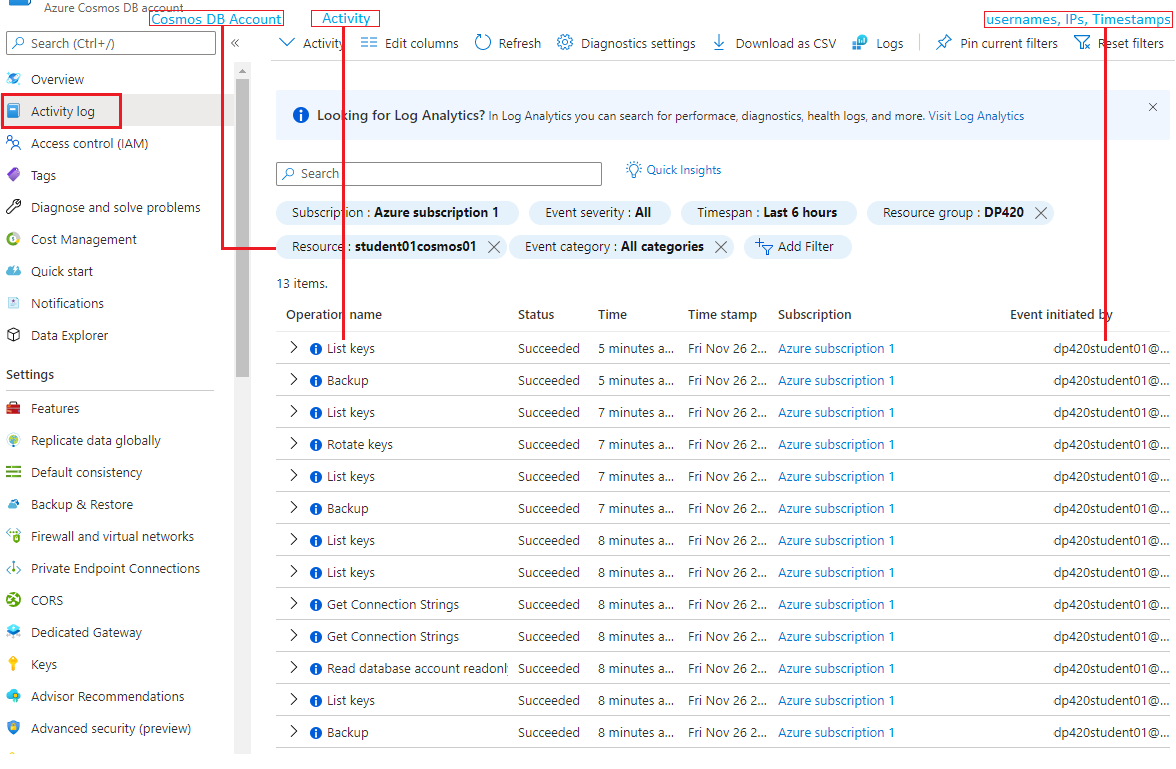 Azure Cosmos DB account
Cosmos DB Account
Activity
usernames, IPs, Timestamps
Search (Ctrl+/)
«
Activity
Edit columns
Refresh
Diagnostics settings
Download as CSV
Logs
Pin current filters
Reset filters
Overview
Activity log
Access control (IAM)
Tags
Diagnose and solve problems
Cost Management
Quick start
Notifications
Data Explorer
Settings
Features
Replicate data globally
Default consistency
Backup & Restore
Firewall and virtual networks
Private Endpoint Connections
CORS
Dedicated Gateway
Keys
Advisor Recommendations
Advanced security (preview)
Looking for Log Analytics? In Log Analytics you can search for performace, diagnostics, health logs, and more. Visit Log Analytics
Search
Quick Insights
Subscription : Azure subscription 1
Event severity : All
Timespan : Last 6 hours
Resource group : DP420
Resource : student01cosmos01
Event category : All categories
Add Filter
13 items.
Operation name Status Time Time stamp Subscription Event initiated by
List keys Succeeded 5 minutes a... Fri Nov 26 2... Azure subscription 1 dp420student01@...
Backup Succeeded 5 minutes a... Fri Nov 26 2... Azure subscription 1 dp420student01@...
List keys Succeeded 7 minutes a... Fri Nov 26 2... Azure subscription 1 dp420student01@...
Rotate keys Succeeded 7 minutes a... Fri Nov 26 2... Azure subscription 1 dp420student01@...
List keys Succeeded 7 minutes a... Fri Nov 26 2... Azure subscription 1 dp420student01@...
Backup Succeeded 7 minutes a... Fri Nov 26 2... Azure subscription 1 dp420student01@...
List keys Succeeded 8 minutes a... Fri Nov 26 2... Azure subscription 1 dp420student01@...
List keys Succeeded 8 minutes a... Fri Nov 26 2... Azure subscription 1 dp420student01@...
Get Connection Strings Succeeded 8 minutes a... Fri Nov 26 2... Azure subscription 1 dp420student01@...
Get Connection Strings Succeeded 8 minutes a... Fri Nov 26 2... Azure subscription 1 dp420student01@...
Read database account readonl Succeeded 8 minutes a... Fri Nov 26 2... Azure subscription 1 dp420student01@...
List keys Succeeded 8 minutes a... Fri Nov 26 2... Azure subscription 1 dp420student01@...
Backup Succeeded 8 minutes a... Fri Nov 26 2... Azure subscription 1 dp420student01@...